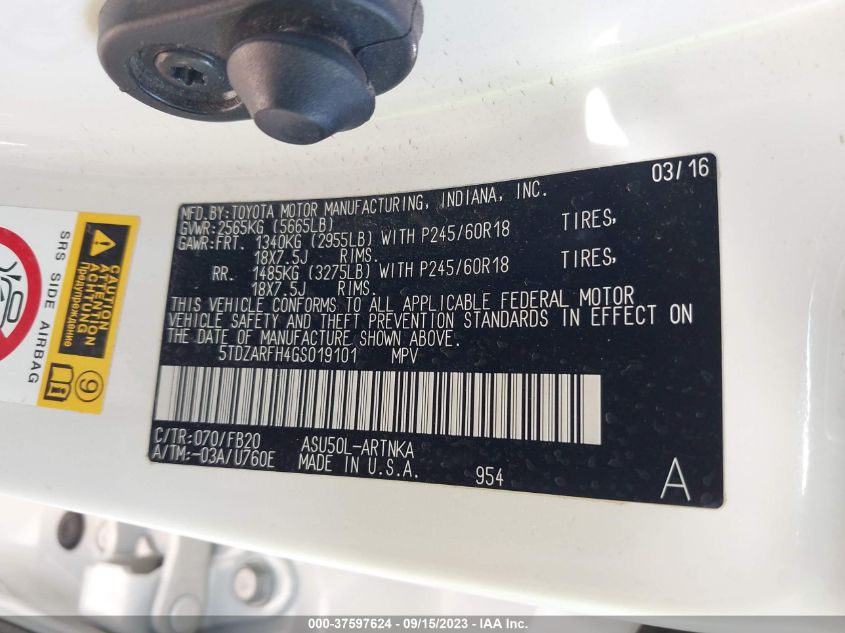 03/16
MFD.BY:TOYOTA MOTOR MANUFACTURING, INDIANA, INC.
GVWR:2565KG (5665LB)
GAWR:FRT. 1340KG (2955LB) WITH P245/60R18 TIRES,
18X7.5J RIMS.
RR. 1485KG (3275LB) WITH P245/60R18 TIRES,
18X7.5J RIMS.
THIS VEHICLE CONFORMS TO ALL APPLICABLE FEDERAL MOTOR
VEHICLE SAFETY AND THEFT PREVENTION STANDARDS IN EFFECT ON
THE DATE OF MANUFACTURE SHOWN ABOVE.
5TDZARFH4GS019101 MPV
C/TR:070/FB20 ASU50L-ARTNKA
A/TM:-03A/U760E MADE IN U.S.A. 954
A
SRS SIDE AIRBAG
CAUTION
ATTENTION
ACHTUNG
Предупреждение
9
000-37597624 - 09/15/2023 - IAA Inc.